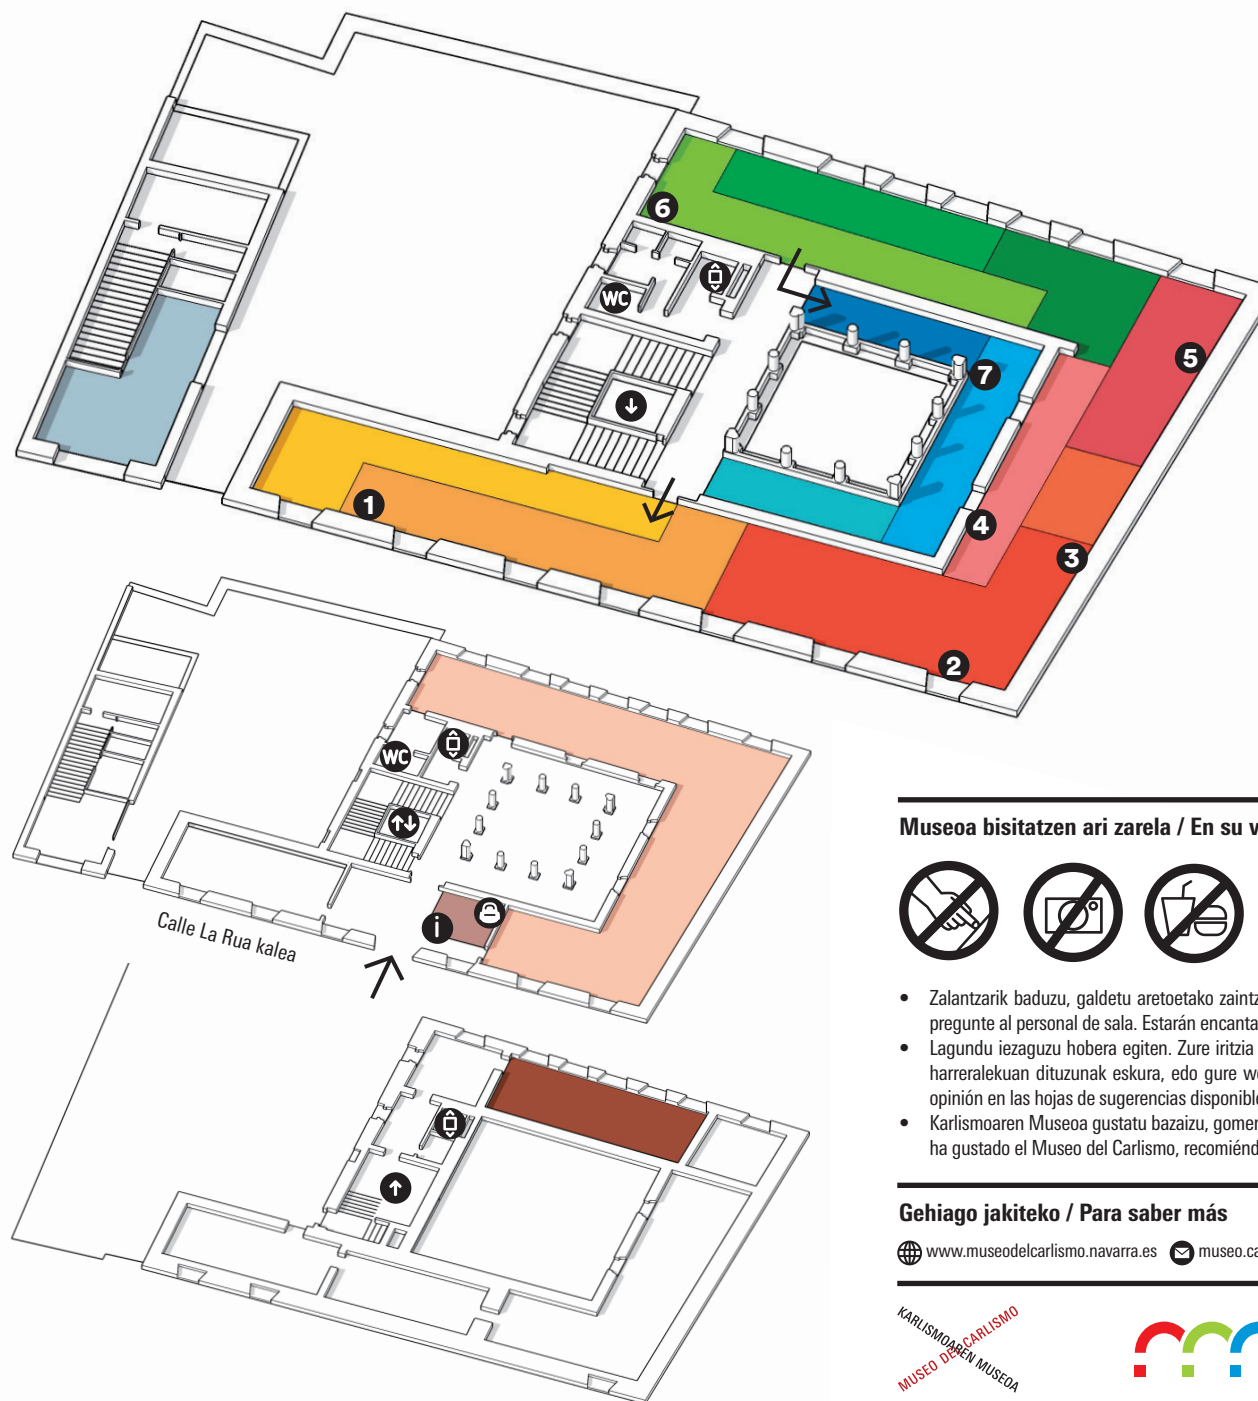 6
WC
5
7
1
4
3
2
WC
i
Calle La Rua kalea
Museoa bisitatzen ari zarela / En su v
• Zalantzarik baduzu, galdetu aretoetako zaintz
pregunte al personal de sala. Estarán encanta
• Lagundu iezaguzu hobera egiten. Zure iritzia
harreralekuan dituzunak eskura, edo gure we
opinión en las hojas de sugerencias disponible
• Karlismoaren Museoa gustatu bazaizu, gomen
ha gustado el Museo del Carlismo, recomiénd
Gehiago jakiteko / Para saber más
www.museodelcarlismo.navarra.es museo.ca
KARLISMOAREN MUSEOA
MUSEO DEL CARLISMO